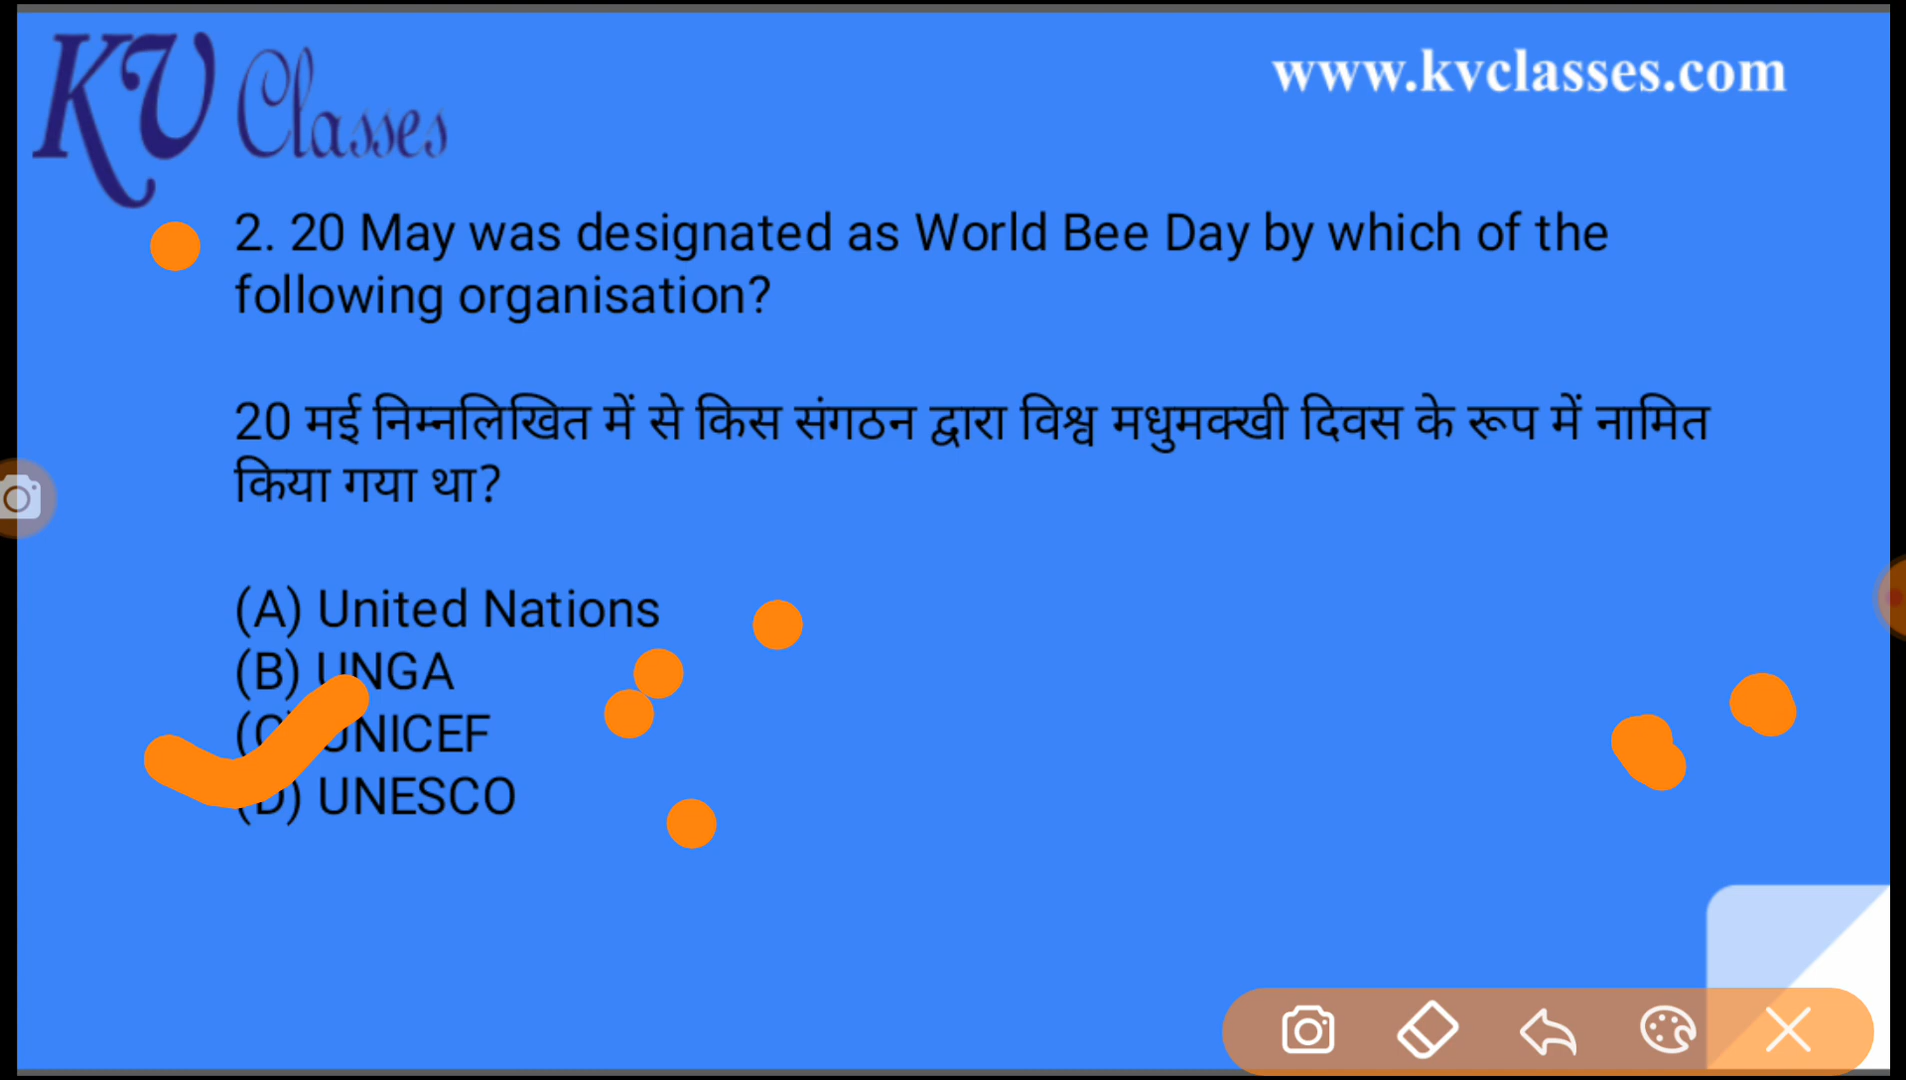 KV Classes
www.kvclasses.com
2. 20 May was designated as World Bee Day by which of the
following organisation?
20 मई निम्नलिखित में से किस संगठन द्वारा विश्व मधुमक्खी दिवस के रूप में नामित
किया गया था?
(A) United Nations
(B) UNGA
(C) UNICEF
(D) UNESCO